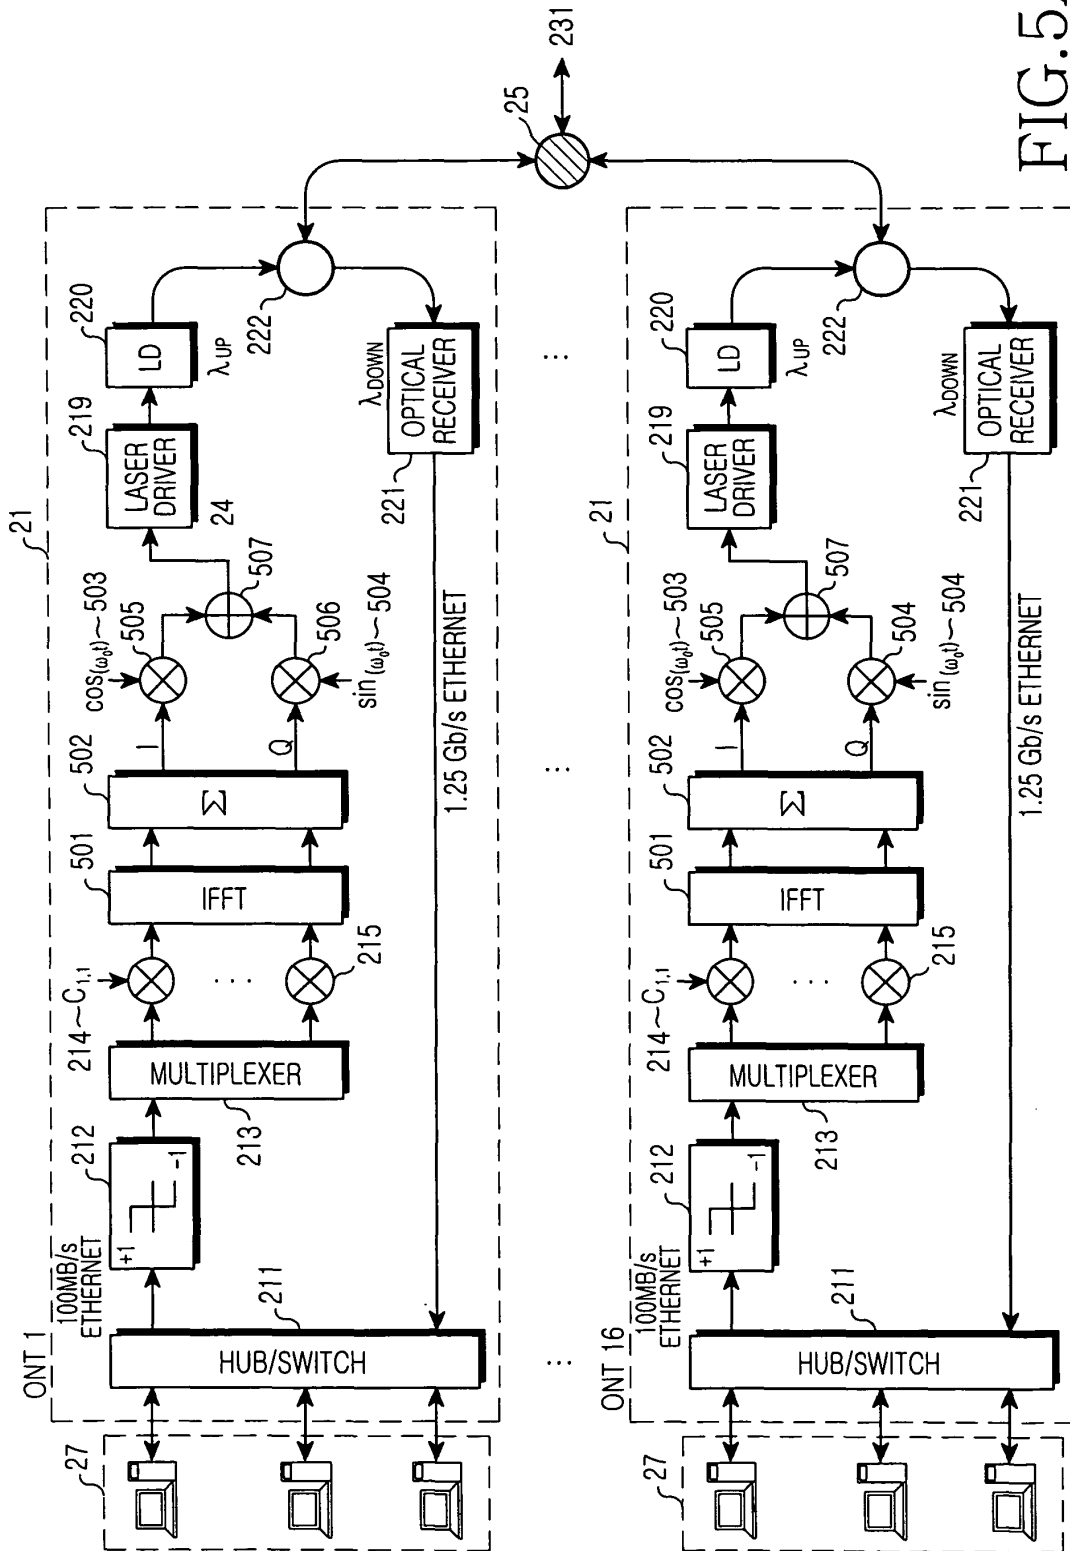 ONT 1
21
27
HUB/SWITCH
211
100MB/s
ETHERNET
+1
-1
212
MULTIPLEXER
213
214~C1,1
...
215
IFFT
501
Σ
502
I
Q
cos(ω0t)~503
505
506
sin(ω0t)~504
507
24
LASER
DRIVER
219
LD
220
λUP
222
λDOWN
OPTICAL
RECEIVER
221
1.25 Gb/s ETHERNET
25
231
...
...
...
ONT 16
21
27
HUB/SWITCH
211
100MB/s
ETHERNET
+1
-1
212
MULTIPLEXER
213
214~C1,1
...
215
IFFT
501
Σ
502
I
Q
cos(ω0t)~503
505
504
sin(ω0t)~504
507
LASER
DRIVER
219
LD
220
λUP
222
λDOWN
OPTICAL
RECEIVER
221
1.25 Gb/s ETHERNET
FIG.5